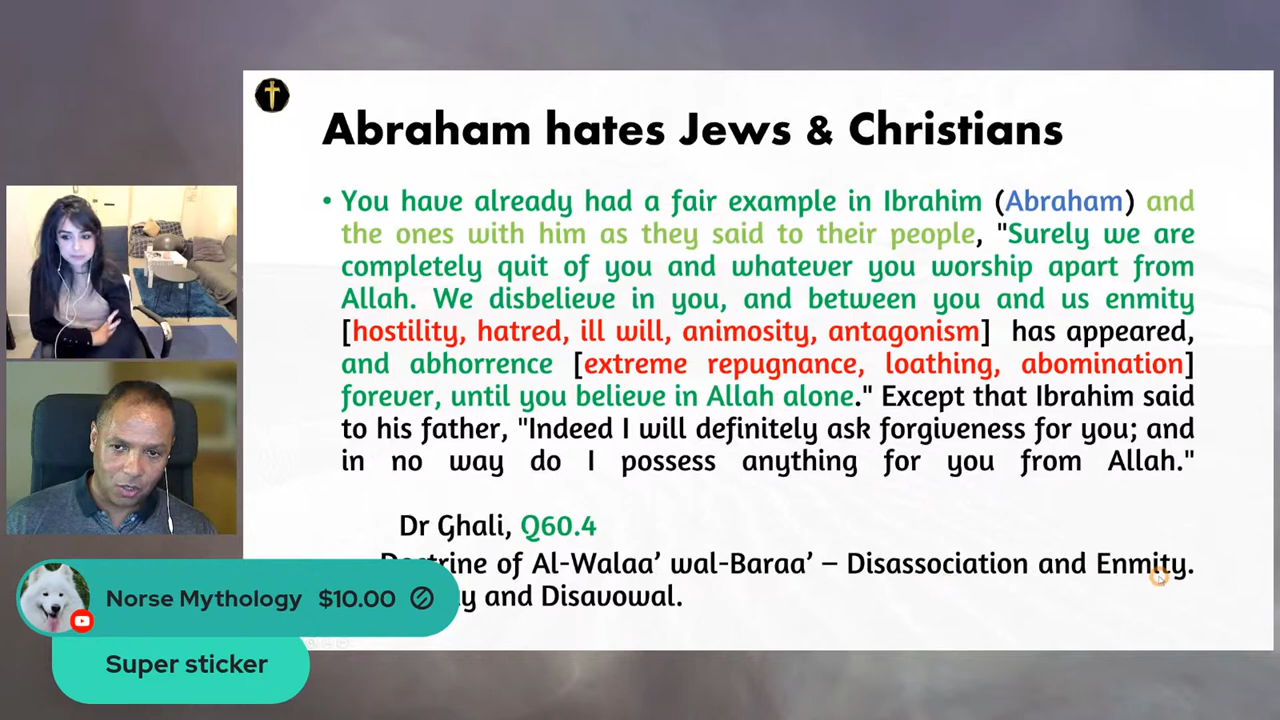 Abraham hates Jews & Christians
• You have already had a fair example in Ibrahim (Abraham) and
the ones with him as they said to their people, "Surely we are
completely quit of you and whatever you worship apart from
Allah. We disbelieve in you, and between you and us enmity
[hostility, hatred, ill will, animosity, antagonism] has appeared,
and abhorrence [extreme repugnance, loathing, abomination]
forever, until you believe in Allah alone." Except that Ibrahim said
to his father, "Indeed I will definitely ask forgiveness for you; and
in no way do I possess anything for you from Allah."
Dr Ghali, Q60.4
of Al-Walaa’ wal-Baraa’ – Disassociation and Enmity.
and Disavowal.
Norse Mythology $10.00
Super sticker